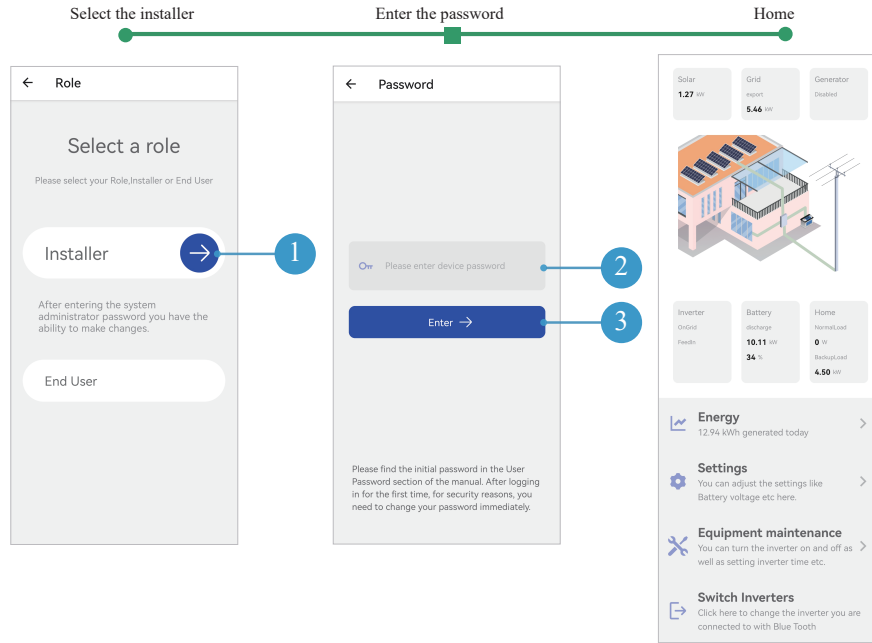 Select the installer
Enter the password
Home
Role
Select a role
Please select your Role,Installer or End User
Installer
1
After entering the system
administrator password you have the
ability to make changes.
End User
Password
Please enter device password
2
Enter
3
Please find the initial password in the User
Password section of the manual. After logging
in for the first time, for security reasons, you
need to change your password immediately.
Solar
1.27 kW
Grid
export
5.46 kW
Generator
Disabled
Inverter
OnGrid
FeedIn
Battery
discharge
10.11 kW
34 %
Home
NormalLoad
0 W
BackupLoad
4.50 kW
Energy
12.94 kWh generated today
Settings
You can adjust the settings like
Battery voltage etc here.
Equipment maintenance
You can turn the inverter on and off as
well as setting inverter time etc.
Switch Inverters
Click here to change the inverter you are
connected to with Blue Tooth